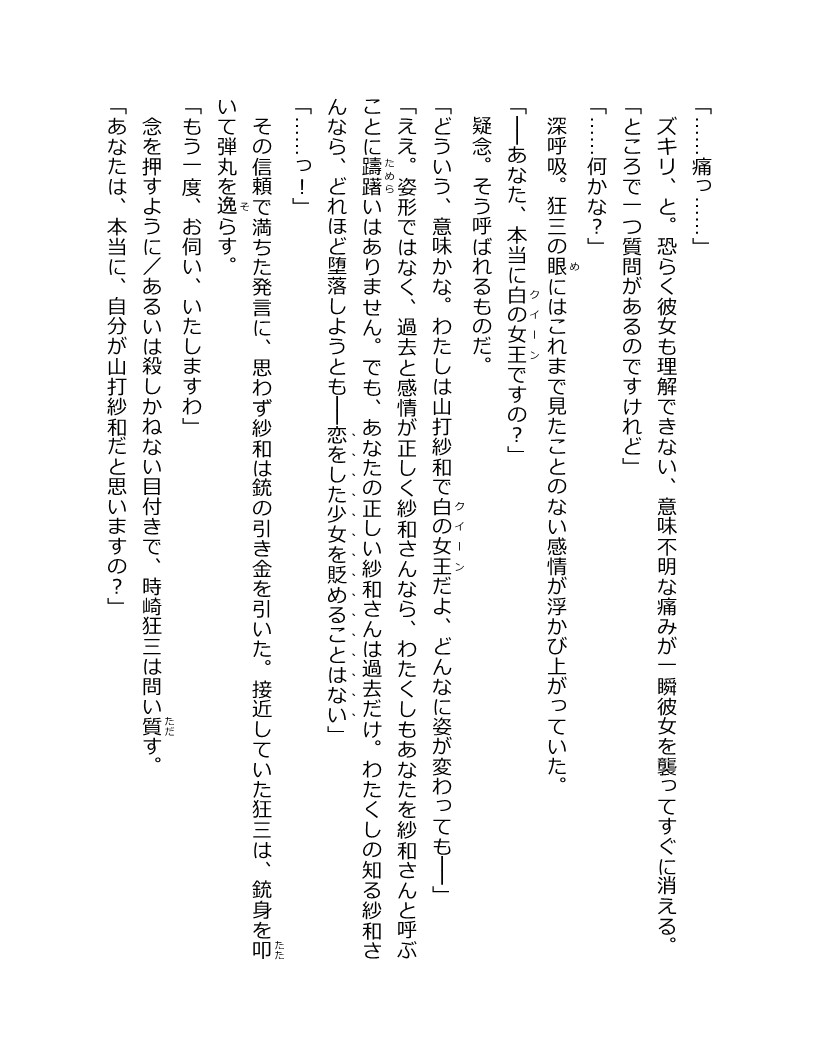 「……痛っ……」
ズキリ、と。恐らく彼女も理解できない、意味不明な痛みが一瞬彼女を襲ってすぐに消える。
「ところで一つ質問があるのですけれど」
「……何かな？」
深呼吸。狂三の眼にはこれまで見たことのない感情が浮かび上がっていた。
「――あなた、本当に白の女王ですの？」
疑念。そう呼ばれるものだ。
「どういう、意味かな。わたしは山打紗和で白の女王だよ、どんなに姿が変わっても――」
「ええ。姿形ではなく、過去と感情が正しく紗和さんなら、わたくしもあなたを紗和さんと呼ぶ
ことに躊躇いはありません。でも、あなたの正しい紗和さんは過去だけ。わたくしの知る紗和さ
んなら、どれほど堕落しようとも――恋をした少女を貶めることはない」
「……っ！」
その信頼で満ちた発言に、思わず紗和は銃の引き金を引いた。接近していた狂三は、銃身を叩
いて弾丸を逸らす。
「もう一度、お伺い、いたしますわ」
念を押すように／あるいは殺しかねない目付きで、時崎狂三は問い質す。
「あなたは、本当に、自分が山打紗和だと思いますの？」